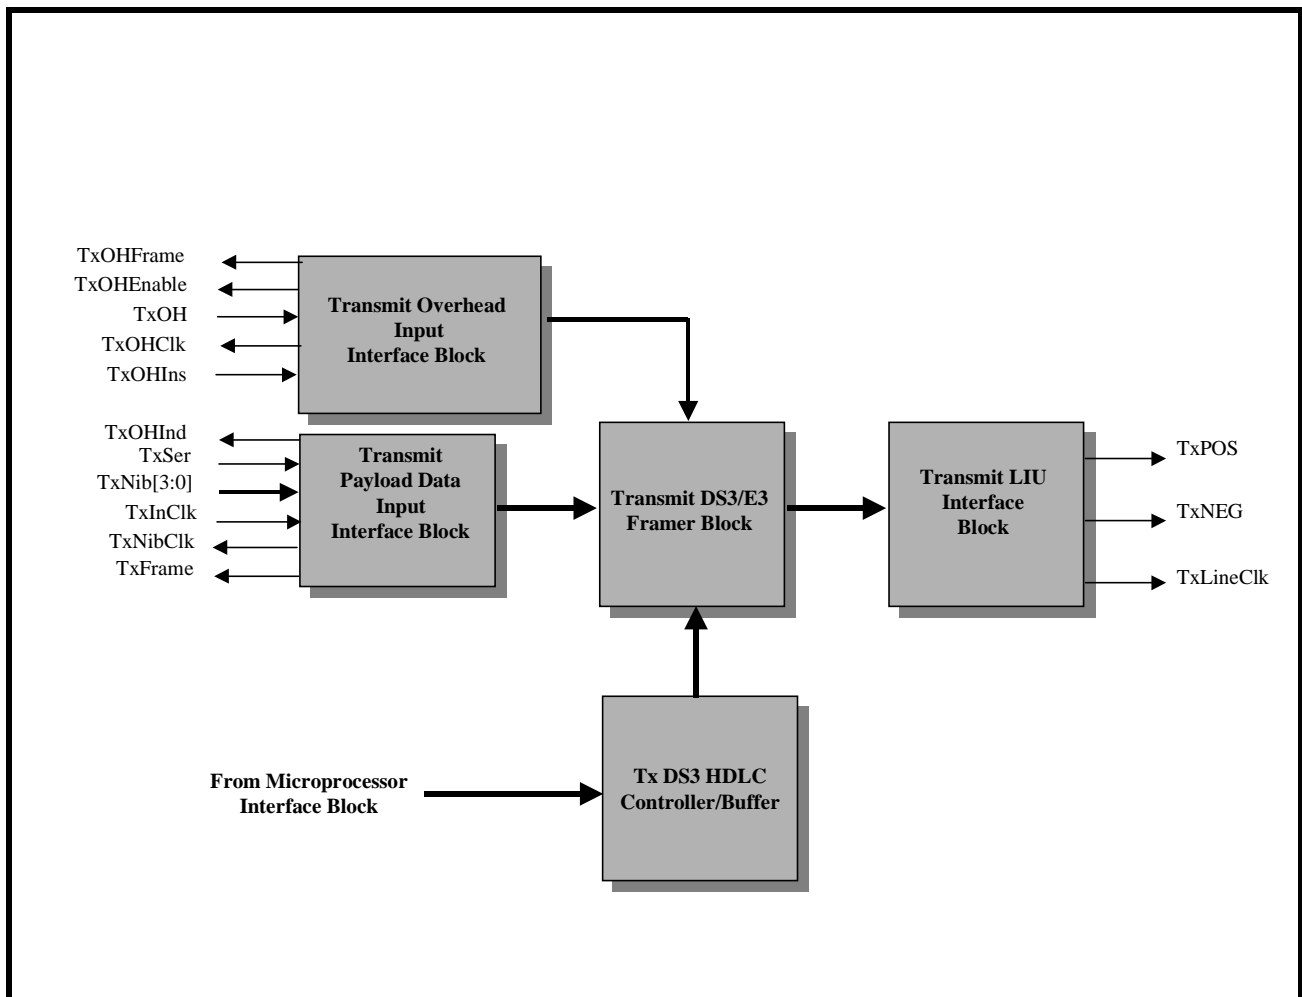 TxOHFrame
TxOHEnable
TxOH
TxOHClk
TxOHIns
Transmit Overhead
Input
Interface Block
TxOHInd
TxSer
TxNib[3:0]
TxInClk
TxNibClk
TxFrame
Transmit
Payload Data
Input
Interface Block
Transmit DS3/E3
Framer Block
Transmit LIU
Interface
Block
TxPOS
TxNEG
TxLineClk
From Microprocessor
Interface Block
Tx DS3 HDLC
Controller/Buffer